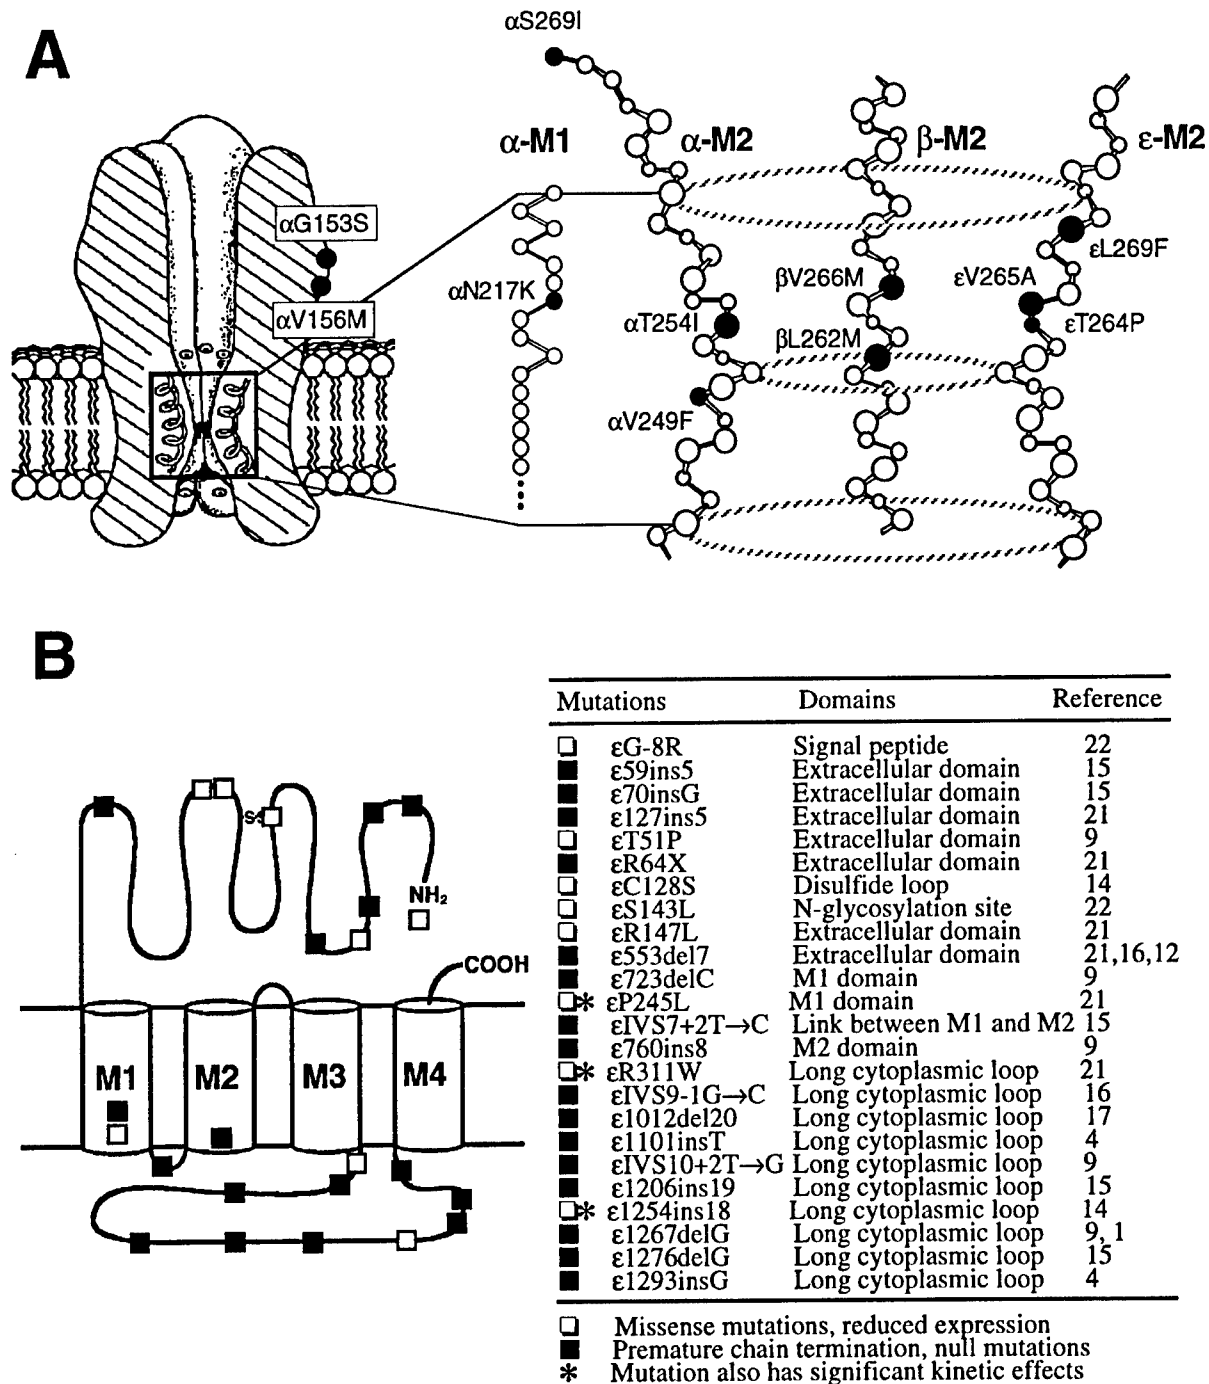 A
αS269I
α-M1
α-M2
β-M2
ε-M2
αG153S
αV156M
αN217K
αT254I
αV249F
βV266M
βL262M
εL269F
εV265A
εT264P
B
S
NH₂
COOH
M1
M2
M3
M4
Mutations Domains Reference
εG-8R Signal peptide 22
ε59ins5 Extracellular domain 15
ε70insG Extracellular domain 15
ε127ins5 Extracellular domain 21
εT51P Extracellular domain 9
εR64X Extracellular domain 21
εC128S Disulfide loop 14
εS143L N-glycosylation site 22
εR147L Extracellular domain 21
ε553del7 Extracellular domain 21,16,12
ε723delC M1 domain 9
* εP245L M1 domain 21
εIVS7+2T→C Link between M1 and M2 15
ε760ins8 M2 domain 9
* εR311W Long cytoplasmic loop 21
εIVS9-1G→C Long cytoplasmic loop 16
ε1012del20 Long cytoplasmic loop 17
ε1101insT Long cytoplasmic loop 4
εIVS10+2T→G Long cytoplasmic loop 9
ε1206ins19 Long cytoplasmic loop 15
* ε1254ins18 Long cytoplasmic loop 14
ε1267delG Long cytoplasmic loop 9, 1
ε1276delG Long cytoplasmic loop 15
ε1293insG Long cytoplasmic loop 4
Missense mutations, reduced expression
Premature chain termination, null mutations
* Mutation also has significant kinetic effects